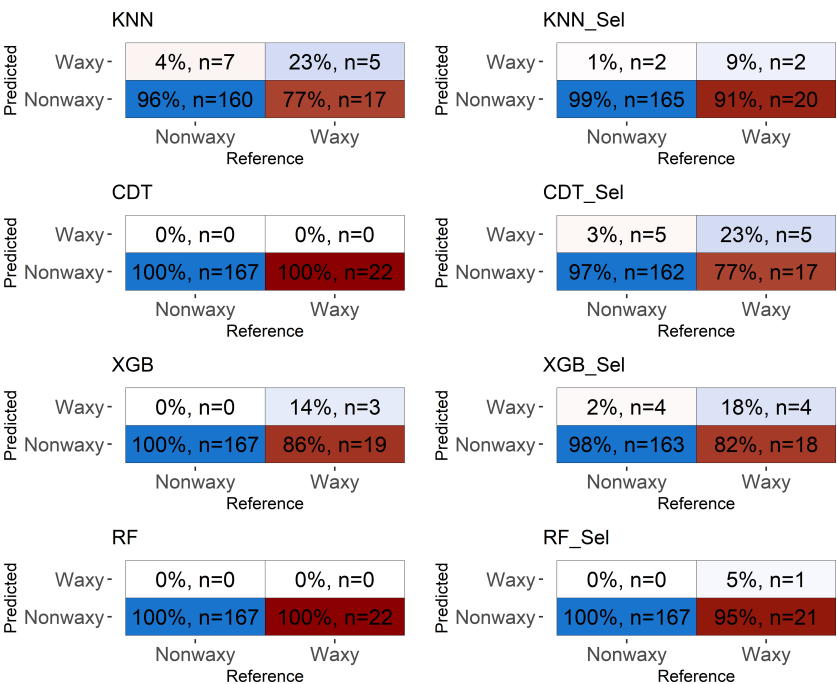 KNN
Predicted
Waxy
4%, n=7
23%, n=5
Nonwaxy
96%, n=160
77%, n=17
Nonwaxy
Waxy
Reference
KNN_Sel
Predicted
Waxy
1%, n=2
9%, n=2
Nonwaxy
99%, n=165
91%, n=20
Nonwaxy
Waxy
Reference
CDT
Predicted
Waxy
0%, n=0
0%, n=0
Nonwaxy
100%, n=167
100%, n=22
Nonwaxy
Waxy
Reference
CDT_Sel
Predicted
Waxy
3%, n=5
23%, n=5
Nonwaxy
97%, n=162
77%, n=17
Nonwaxy
Waxy
Reference
XGB
Predicted
Waxy
0%, n=0
14%, n=3
Nonwaxy
100%, n=167
86%, n=19
Nonwaxy
Waxy
Reference
XGB_Sel
Predicted
Waxy
2%, n=4
18%, n=4
Nonwaxy
98%, n=163
82%, n=18
Nonwaxy
Waxy
Reference
RF
Predicted
Waxy
0%, n=0
0%, n=0
Nonwaxy
100%, n=167
100%, n=22
Nonwaxy
Waxy
Reference
RF_Sel
Predicted
Waxy
0%, n=0
5%, n=1
Nonwaxy
100%, n=167
95%, n=21
Nonwaxy
Waxy
Reference